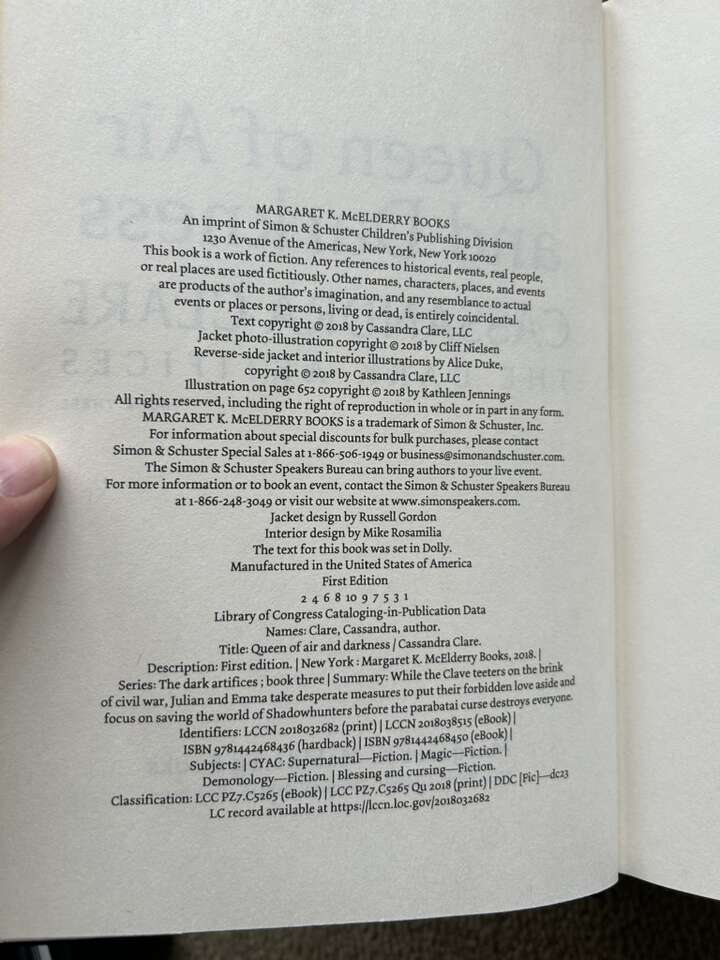 MARGARET K. McELDERRY BOOKS
An imprint of Simon & Schuster Children's Publishing Division
1230 Avenue of the Americas, New York, New York 10020
This book is a work of fiction. Any references to historical events, real people,
or real places are used fictitiously. Other names, characters, places, and events
are products of the author's imagination, and any resemblance to actual
events or places or persons, living or dead, is entirely coincidental.
Text copyright © 2018 by Cassandra Clare, LLC
Jacket photo-illustration copyright © 2018 by Cliff Nielsen
Reverse-side jacket and interior illustrations by Alice Duke,
copyright © 2018 by Cassandra Clare, LLC
Illustration on page 652 copyright © 2018 by Kathleen Jennings
All rights reserved, including the right of reproduction in whole or in part in any form.
MARGARET K. McELDERRY BOOKS is a trademark of Simon & Schuster, Inc.
For information about special discounts for bulk purchases, please contact
Simon & Schuster Special Sales at 1-866-506-1949 or business@simonandschuster.com.
The Simon & Schuster Speakers Bureau can bring authors to your live event.
For more information or to book an event, contact the Simon & Schuster Speakers Bureau
at 1-866-248-3049 or visit our website at www.simonspeakers.com.
Jacket design by Russell Gordon
Interior design by Mike Rosamilia
The text for this book was set in Dolly.
Manufactured in the United States of America
First Edition
2 4 6 8 10 9 7 5 3 1
Library of Congress Cataloging-in-Publication Data
Names: Clare, Cassandra, author.
Title: Queen of air and darkness / Cassandra Clare.
Description: First edition. | New York : Margaret K. McElderry Books, 2018. |
Series: The dark artifices ; book three | Summary: While the Clave teeters on the brink
of civil war, Julian and Emma take desperate measures to put their forbidden love aside and
focus on saving the world of Shadowhunters before the parabatai curse destroys everyone.
Identifiers: LCCN 2018032682 (print) | LCCN 2018038515 (eBook) |
ISBN 9781442468436 (hardback) | ISBN 9781442468450 (eBook) |
Subjects: | CYAC: Supernatural—Fiction. | Magic—Fiction. |
Demonology—Fiction. | Blessing and cursing—Fiction.
Classification: LCC PZ7.C5265 (eBook) | LCC PZ7.C5265 Qu 2018 (print) | DDC [Fic]—dc23
LC record available at https://lccn.loc.gov/2018032682